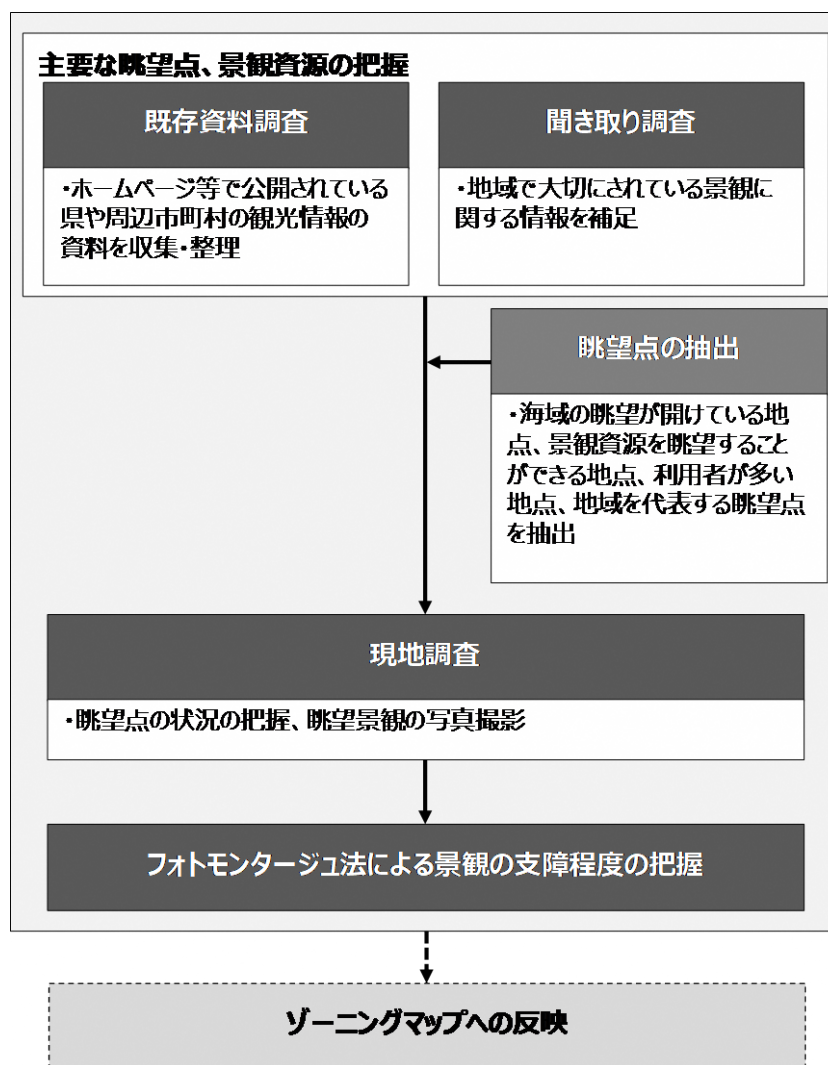 主要な眺望点、景観資源の把握
既存資料調査
・ホームページ等で公開されている
県や周辺市町村の観光情報の
資料を収集・整理
聞き取り調査
・地域で大切にされている景観に
関する情報を補足
眺望点の抽出
・海域の眺望が開けている地
点、景観資源を眺望すること
ができる地点、利用者が多い
地点、地域を代表する眺望点
を抽出
現地調査
・眺望点の状況の把握、眺望景観の写真撮影
フォトモンタージュ法による景観の支障程度の把握
ゾーニングマップへの反映